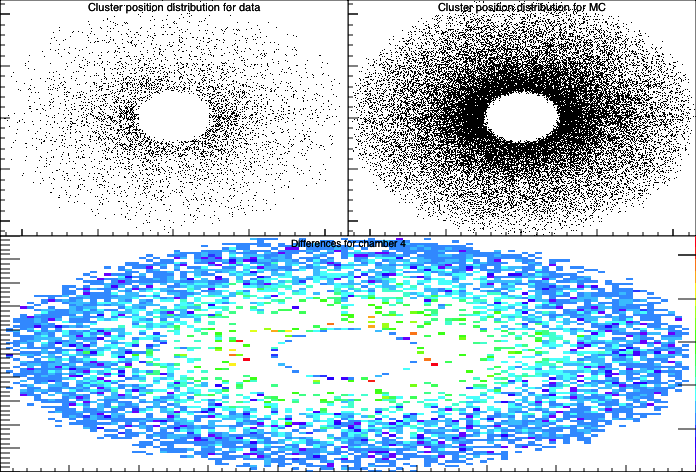 Cluster position distribution for data
Cluster position distribution for MC
Differences for chamber 4